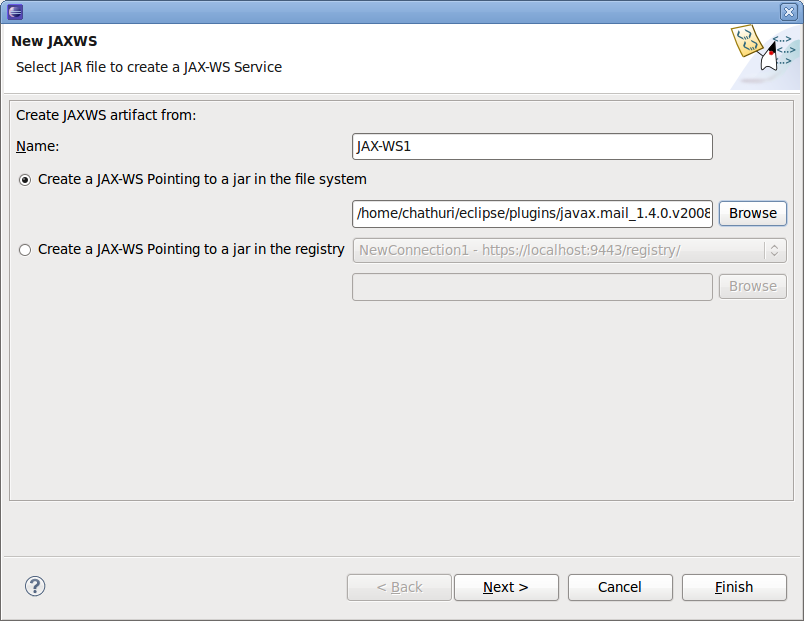 New JAXWS
Select JAR file to create a JAX-WS Service
Create JAXWS artifact from:
Name: JAX-WS1
Create a JAX-WS Pointing to a jar in the file system
/home/chathuri/eclipse/plugins/javax.mail_1.4.0.v2008 Browse
Create a JAX-WS Pointing to a jar in the registry NewConnection1 - https://localhost:9443/registry/
Browse
< Back Next > Cancel Finish